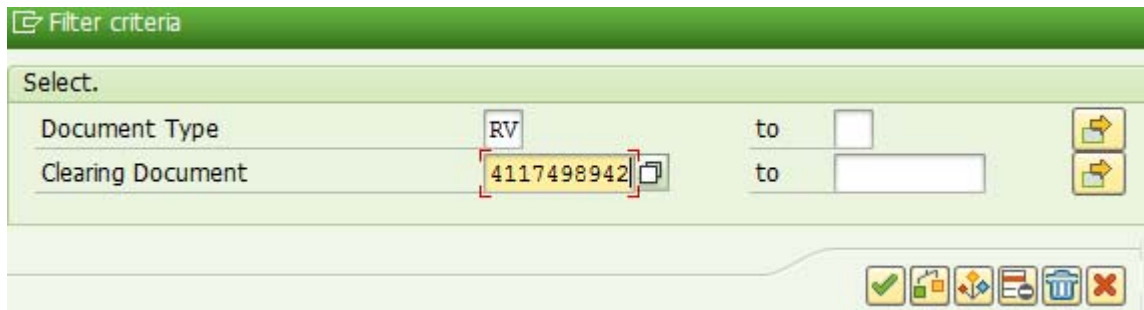 Filter criteria
Select.
Document Type RV to
Clearing Document 4117498942 to